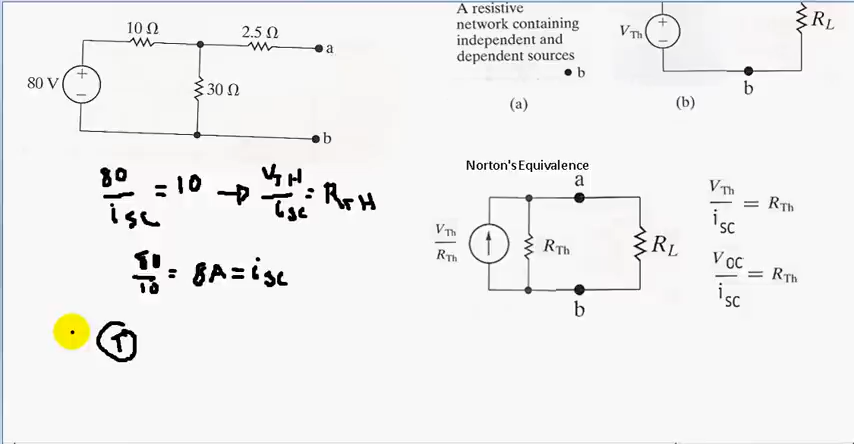 10 Ω
2.5 Ω
a
80 V
+
−
30 Ω
b
A resistive
network containing
independent and
dependent sources
b
(a)
V_Th
+
−
R_L
b
(b)
80/i_SC = 10 → V_TH/i_SC = R_TH
80/10 = 8A = i_SC
Norton's Equivalence
a
V_Th/R_Th
R_Th
R_L
b
V_Th/i_SC = R_Th
V_OC/i_SC = R_Th